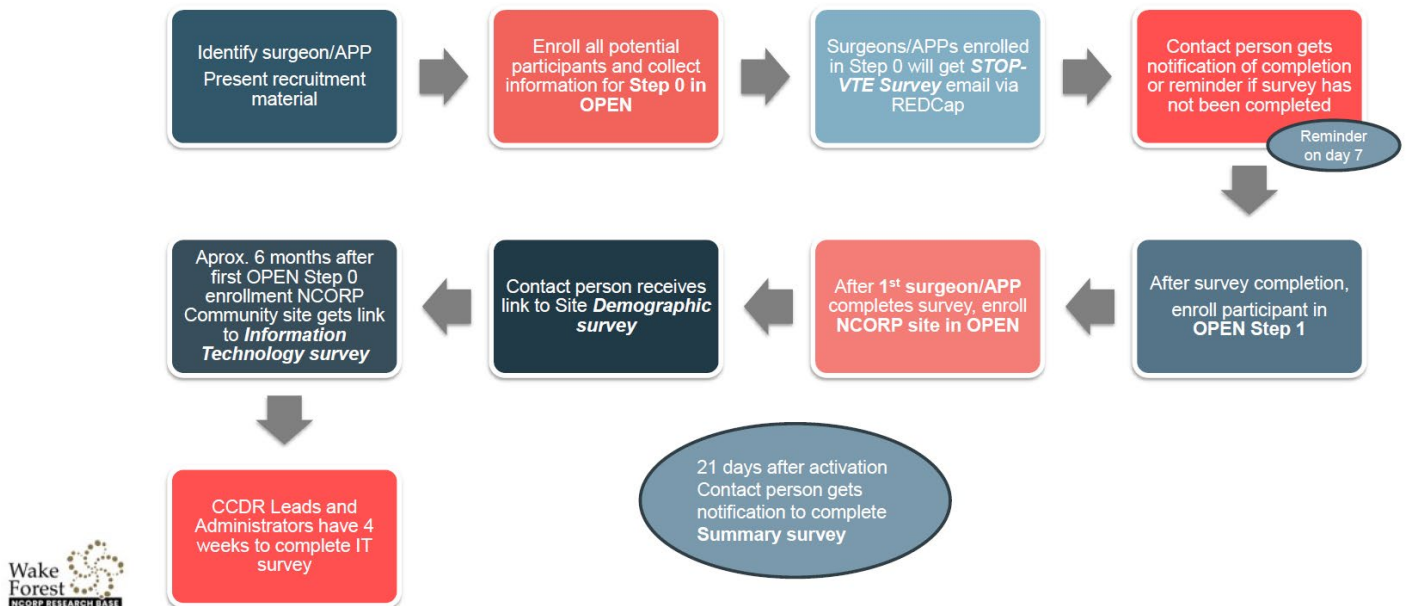 Identify surgeon/APP
Present recruitment
material
Enroll all potential
participants and collect
information for Step 0 in
OPEN
Surgeons/APPs enrolled
in Step 0 will get STOP-
VTE Survey email via
REDCap
Contact person gets
notification of completion
or reminder if survey has
not been completed
Reminder
on day 7
After survey completion,
enroll participant in
OPEN Step 1
After 1st surgeon/APP
completes survey, enroll
NCORP site in OPEN
Contact person receives
link to Site Demographic
survey
Aprox. 6 months after
first OPEN Step 0
enrollment NCORP
Community site gets link
to Information
Technology survey
CCDR Leads and
Administrators have 4
weeks to complete IT
survey
21 days after activation
Contact person gets
notification to complete
Summary survey
Wake
Forest
NCORP RESEARCH BASE